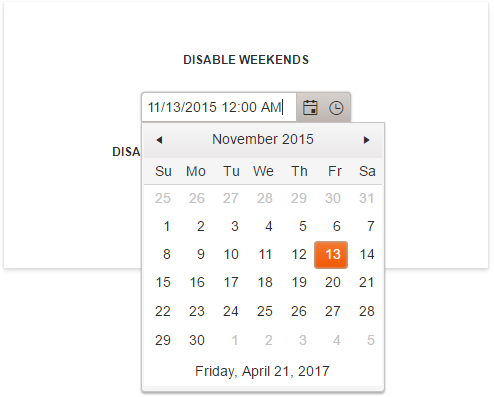 DISABLE WEEKENDS
11/13/2015 12:00 AM
DISA
November 2015
Su Mo Tu We Th Fr Sa
25 26 27 28 29 30 31
1 2 3 4 5 6 7
8 9 10 11 12 13 14
15 16 17 18 19 20 21
22 23 24 25 26 27 28
29 30 1 2 3 4 5
Friday, April 21, 2017